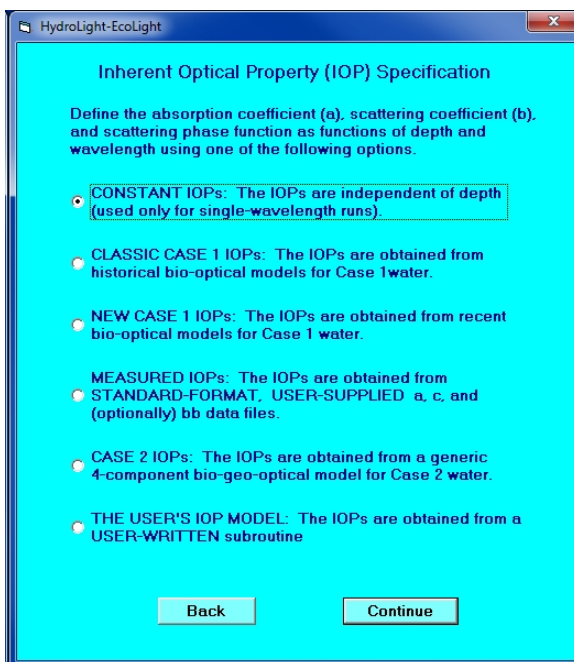 HydroLight-EcoLight
Inherent Optical Property (IOP) Specification
Define the absorption coefficient (a), scattering coefficient (b),
and scattering phase function as functions of depth and
wavelength using one of the following options.
CONSTANT IOPs: The IOPs are independent of depth
(used only for single-wavelength runs).
CLASSIC CASE 1 IOPs: The IOPs are obtained from
historical bio-optical models for Case 1water.
NEW CASE 1 IOPs: The IOPs are obtained from recent
bio-optical models for Case 1 water.
MEASURED IOPs: The IOPs are obtained from
STANDARD-FORMAT, USER-SUPPLIED a, c, and
(optionally) bb data files.
CASE 2 IOPs: The IOPs are obtained from a generic
4-component bio-geo-optical model for Case 2 water.
THE USER'S IOP MODEL: The IOPs are obtained from a
USER-WRITTEN subroutine
Back Continue